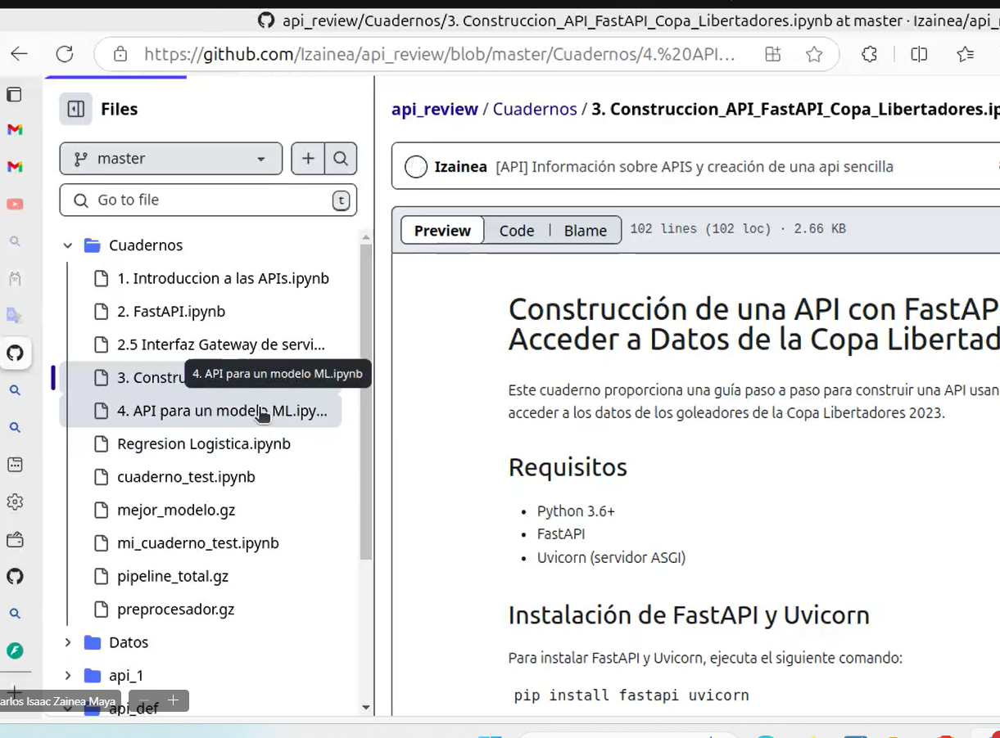 api_review/Cuadernos/3. Construccion_API_FastAPI_Copa_Libertadores.ipynb at master · Izainea/api_
https://github.com/Izainea/api_review/blob/master/Cuadernos/4.%20API...
Files
master
Go to file
t
Cuadernos
1. Introduccion a las APIs.ipynb
2. FastAPI.ipynb
2.5 Interfaz Gateway de servi...
3. Constru
4. API para un modelo ML.ipynb
4. API para un modelo ML.ipy...
Regresion Logistica.ipynb
cuaderno_test.ipynb
mejor_modelo.gz
mi_cuaderno_test.ipynb
pipeline_total.gz
preprocesador.gz
Datos
api_1
api_def
arlos Isaac Zainea Maya
api_review / Cuadernos / 3. Construccion_API_FastAPI_Copa_Libertadores.ip
Izainea [API] Información sobre APIS y creación de una api sencilla
Preview Code Blame 102 lines (102 loc) · 2.66 KB
Construcción de una API con FastAP
Acceder a Datos de la Copa Libertad
Este cuaderno proporciona una guía paso a paso para construir una API usan
acceder a los datos de los goleadores de la Copa Libertadores 2023.
Requisitos
• Python 3.6+
• FastAPI
• Uvicorn (servidor ASGI)
Instalación de FastAPI y Uvicorn
Para instalar FastAPI y Uvicorn, ejecuta el siguiente comando:
pip install fastapi uvicorn